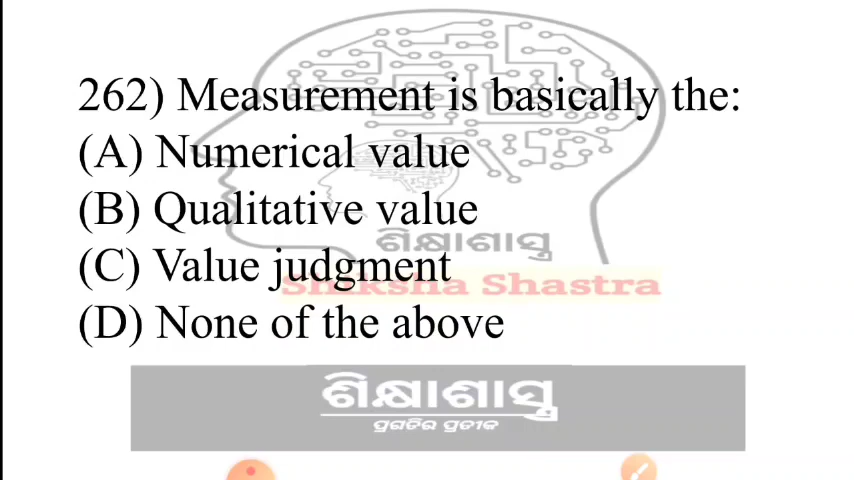 262) Measurement is basically the:
(A) Numerical value
(B) Qualitative value
ଶିକ୍ଷାଶାସ୍ତ୍ର
(C) Value judgment
Shiksha Shastra
(D) None of the above
ଶିକ୍ଷାଶାସ୍ତ୍ର
ପ୍ରଗତିର ପ୍ରତୀକ